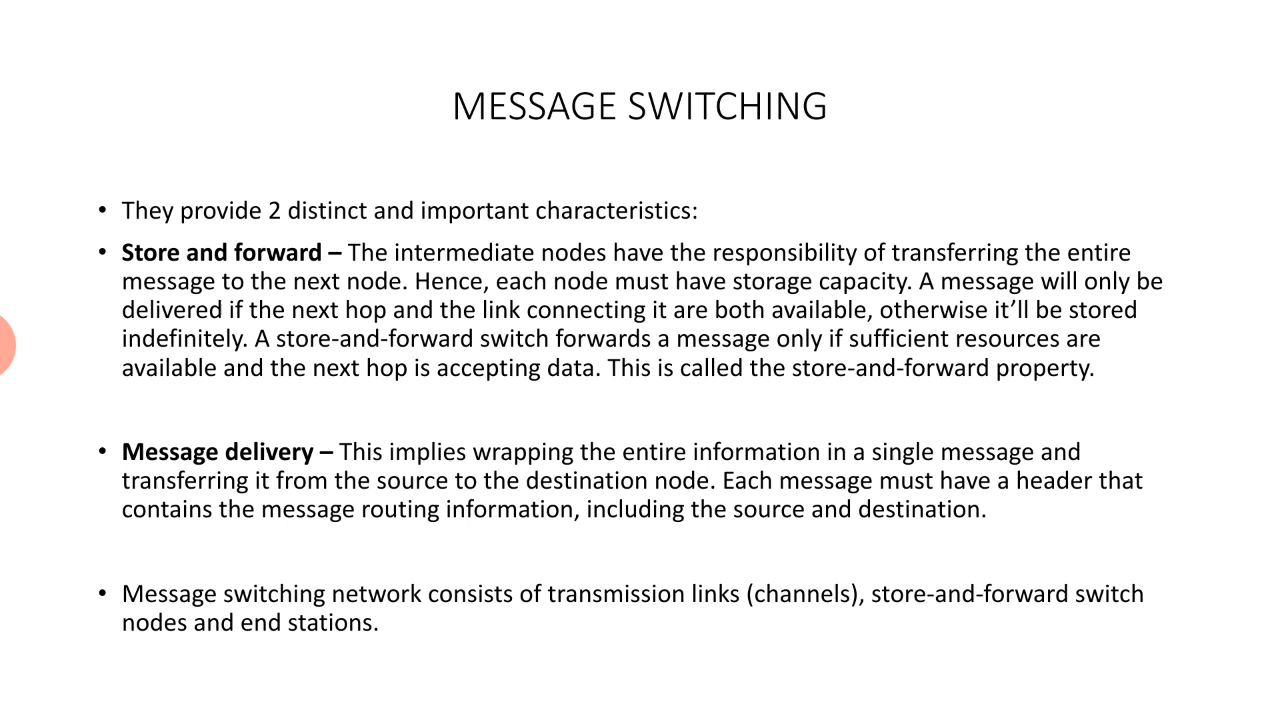 MESSAGE SWITCHING
• They provide 2 distinct and important characteristics:
• Store and forward – The intermediate nodes have the responsibility of transferring the entire
message to the next node. Hence, each node must have storage capacity. A message will only be
delivered if the next hop and the link connecting it are both available, otherwise it’ll be stored
indefinitely. A store-and-forward switch forwards a message only if sufficient resources are
available and the next hop is accepting data. This is called the store-and-forward property.
• Message delivery – This implies wrapping the entire information in a single message and
transferring it from the source to the destination node. Each message must have a header that
contains the message routing information, including the source and destination.
• Message switching network consists of transmission links (channels), store-and-forward switch
nodes and end stations.